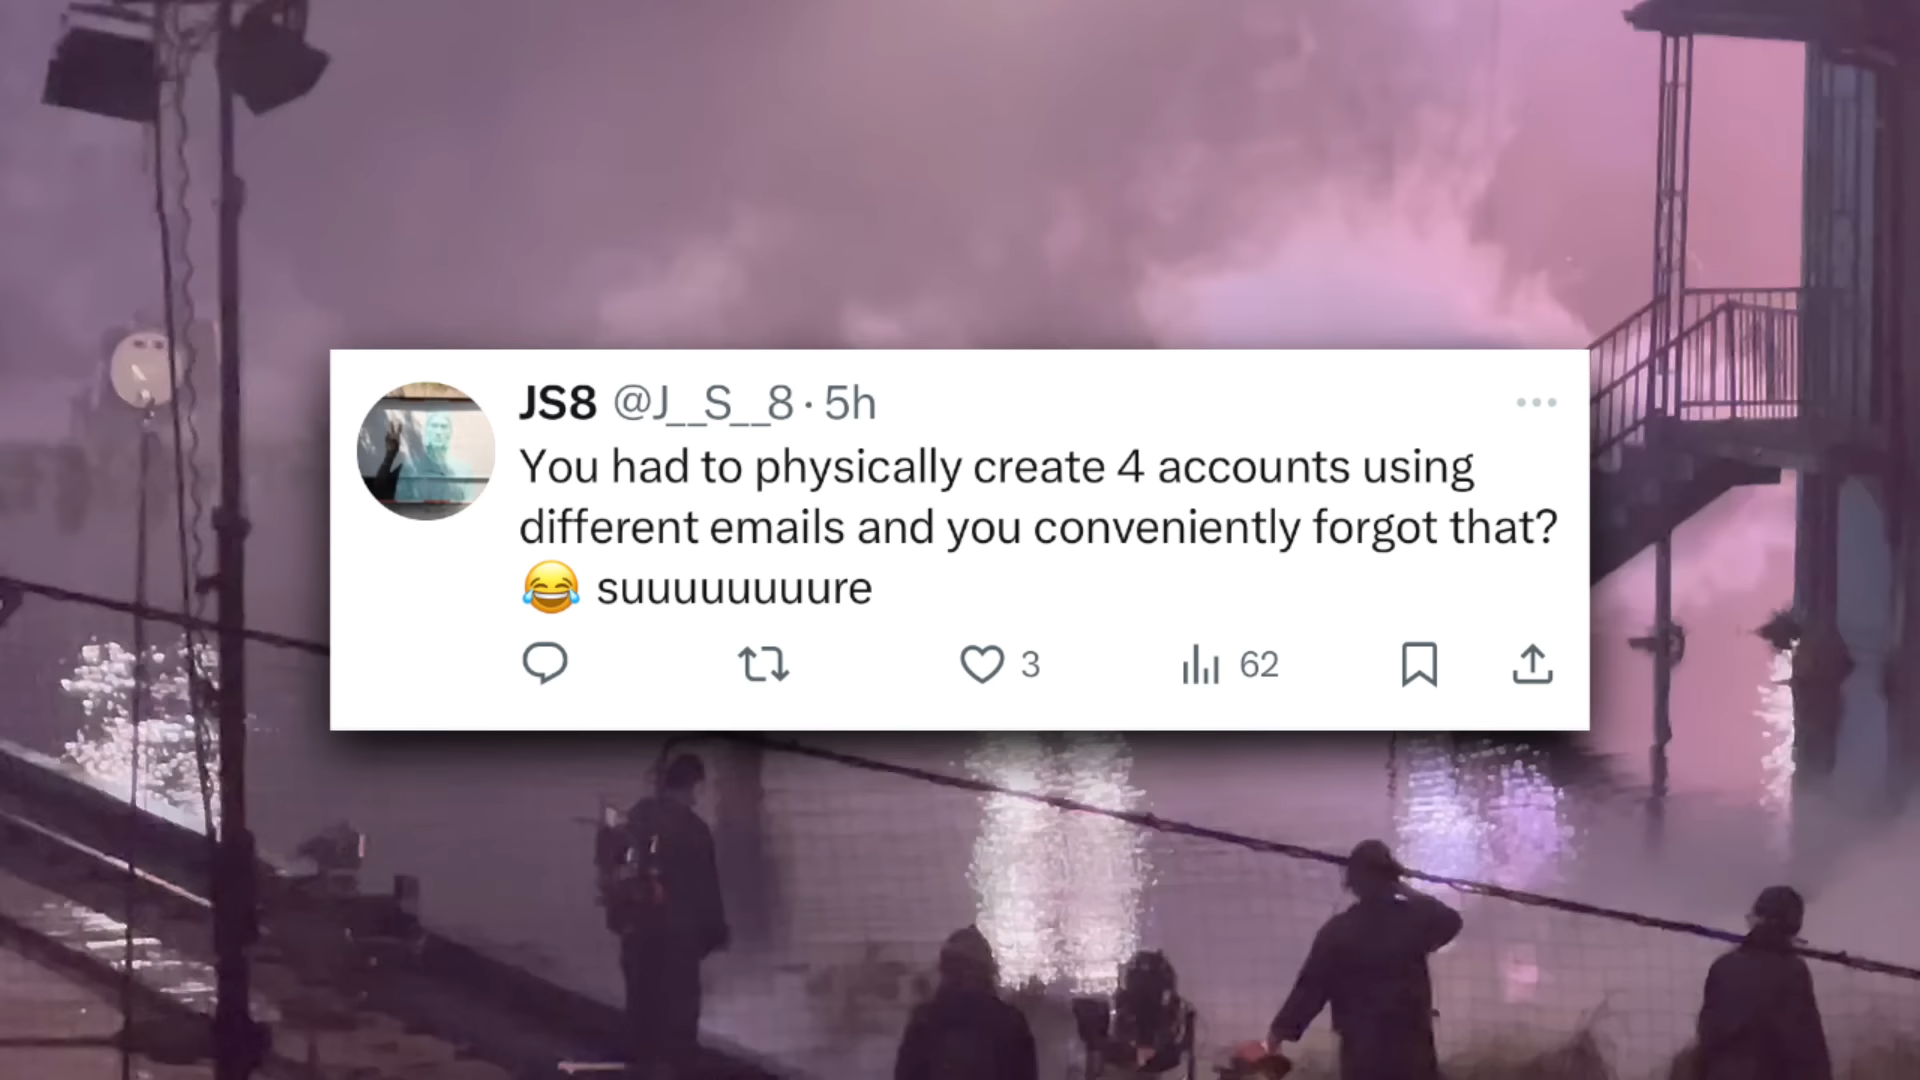 JS8 @J__S__8 · 5h
You had to physically create 4 accounts using
different emails and you conveniently forgot that?
😂 suuuuuuuure
3 62